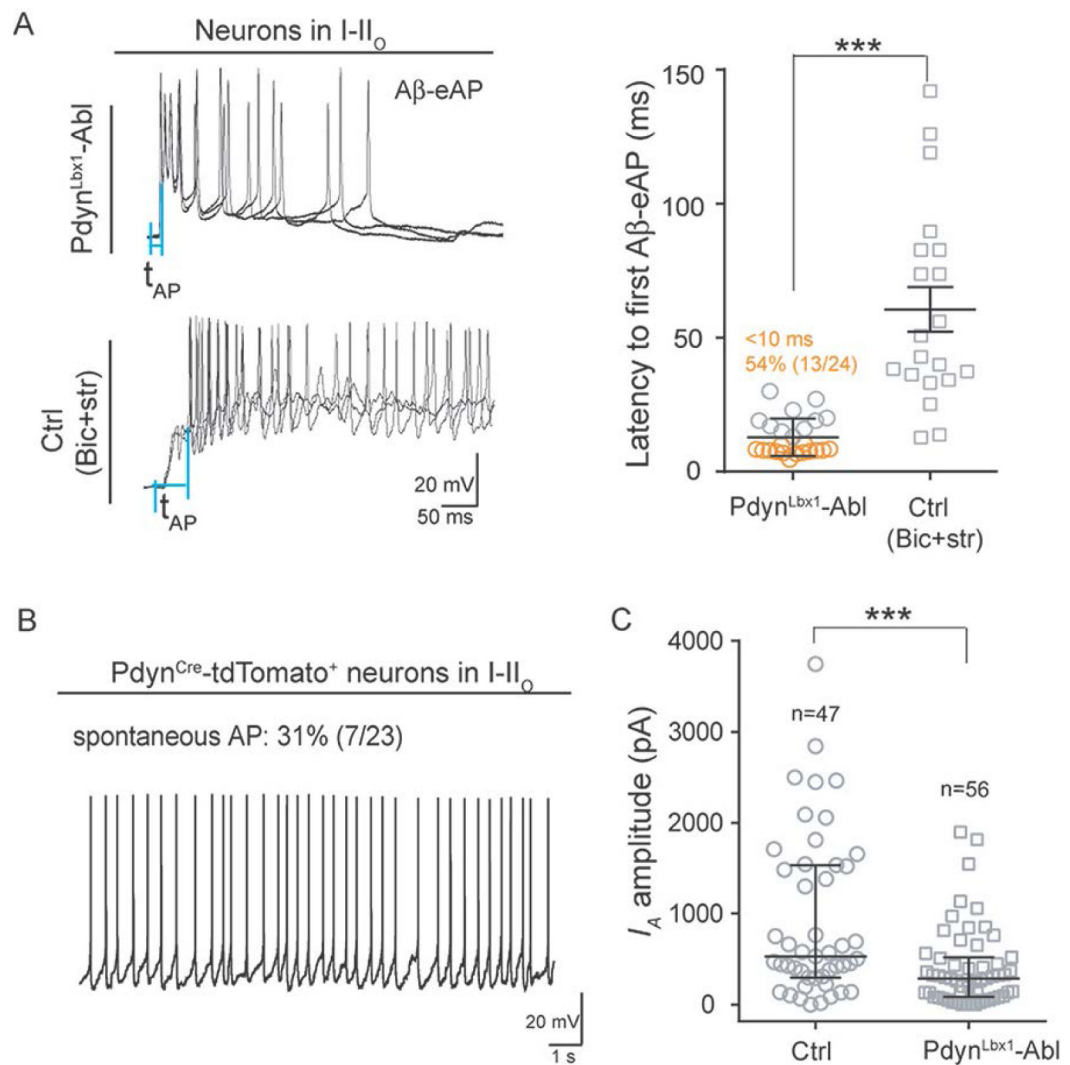 A
Neurons in I-IIO
Aβ-eAP
PdynLbx1-Abl
tAP
Ctrl
(Bic+str)
tAP
20 mV
50 ms
***
Latency to first Aβ-eAP (ms)
150
100
50
0
<10 ms
54% (13/24)
PdynLbx1-Abl
Ctrl
(Bic+str)
B
PdynCre-tdTomato+ neurons in I-IIO
spontaneous AP: 31% (7/23)
20 mV
1 s
C
***
IA amplitude (pA)
4000
3000
2000
1000
0
n=47
n=56
Ctrl
PdynLbx1-Abl